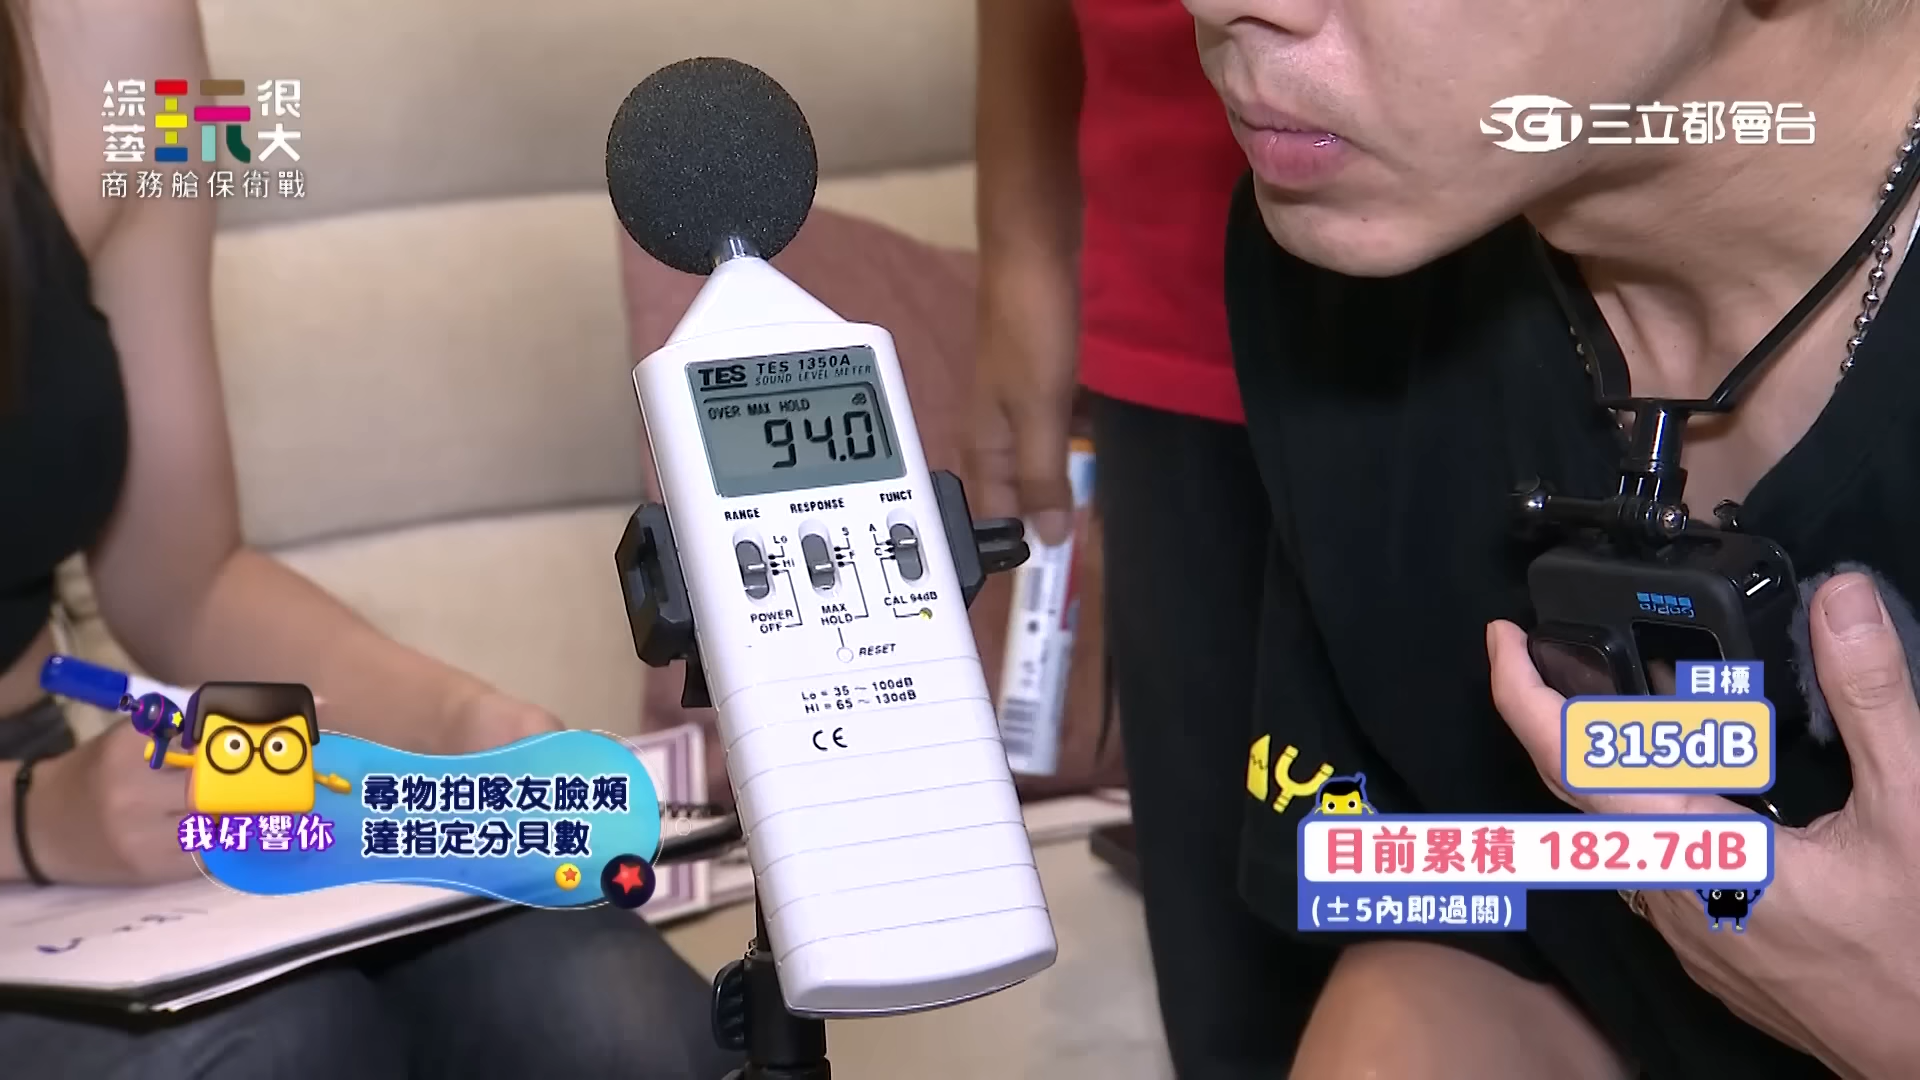 綜藝玩很大
商務艙保衛戰
SET三立都會台
TES TES 1350A
SOUND LEVEL METER
OVER MAX HOLD dB
94.0
RANGE RESPONSE FUNCT
Lo S A
Hi F C
POWER OFF
MAX HOLD
CAL 94dB
RESET
Lo = 35 ~ 100dB
Hi = 65 ~ 130dB
CE
GoPro
目標
315dB
目前累積 182.7dB
(±5內即過關)
我好響你
尋物拍隊友臉頰
達指定分貝數